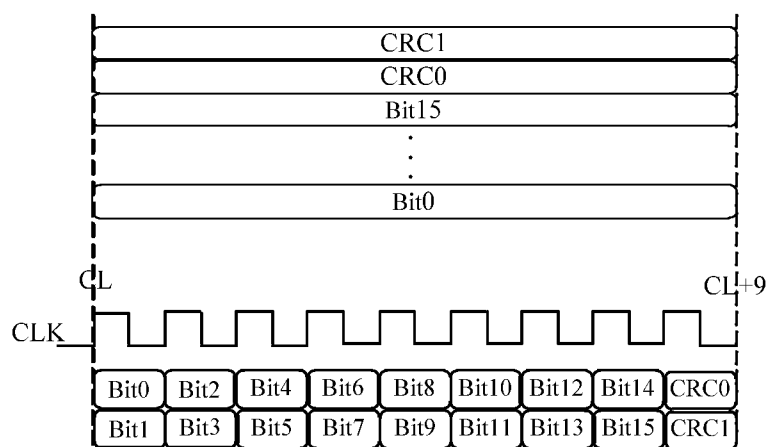 CRC1
CRC0
Bit15
Bit0
CL
CL+9
CLK
Bit0 Bit2 Bit4 Bit6 Bit8 Bit10 Bit12 Bit14 CRC0
Bit1 Bit3 Bit5 Bit7 Bit9 Bit11 Bit13 Bit15 CRC1